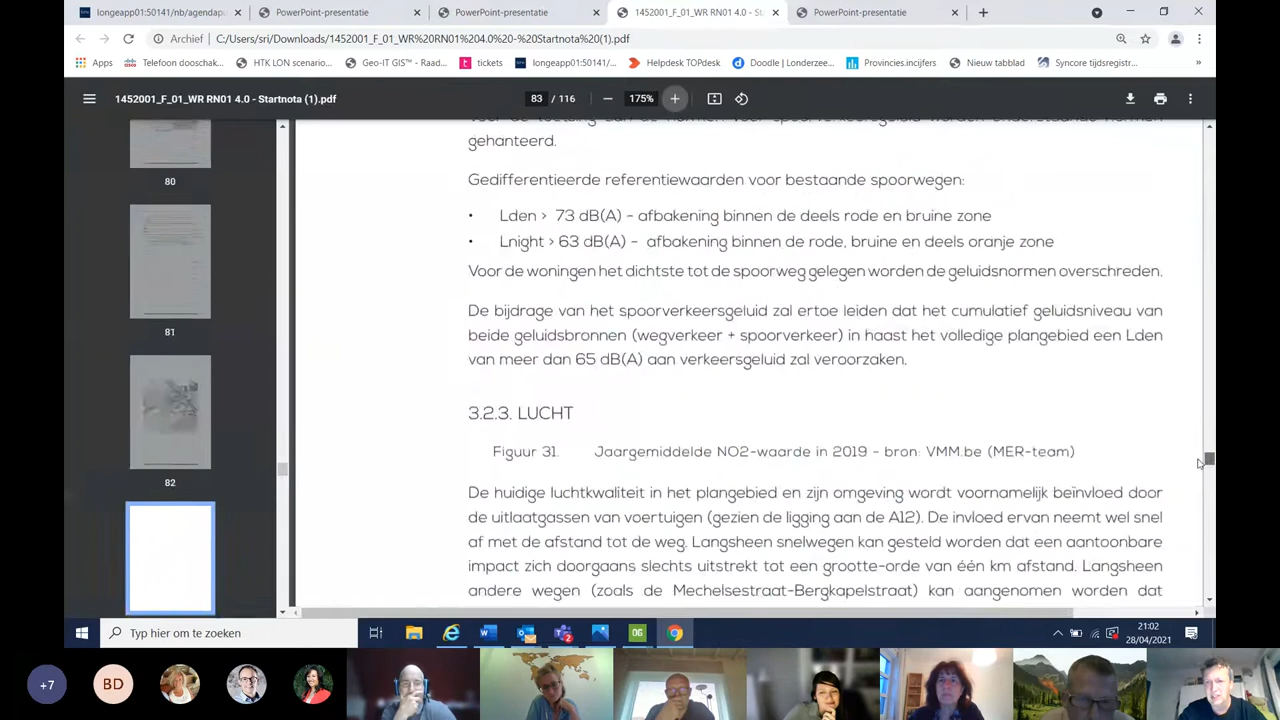 longeapp01:50141/nb/agendapu
PowerPoint-presentatie
PowerPoint-presentatie
1452001_F_01_WR RN01 4.0 - Sta
PowerPoint-presentatie
Archief | C:/Users/sri/Downloads/1452001_F_01_WR%20RN01%204.0%20-%20Startnota%20(1).pdf
Apps
Telefoon dooschak...
HTK LON scenario...
Geo-IT GIS™ - Raad...
tickets
longeapp01:50141/...
Helpdesk TOPdesk
Doodle | Londerzee...
Provincies.incijfers
Nieuw tabblad
Syncore tijdsregistr...
»
1452001_F_01_WR RN01 4.0 - Startnota (1).pdf
83 / 116
175%
80
81
82
gehanteerd.
Gedifferentieerde referentiewaarden voor bestaande spoorwegen:
• Lden > 73 dB(A) – afbakening binnen de deels rode en bruine zone
• Lnight > 63 dB(A) – afbakening binnen de rode, bruine en deels oranje zone
Voor de woningen het dichtste tot de spoorweg gelegen worden de geluidsnormen overschreden.
De bijdrage van het spoorverkeersgeluid zal ertoe leiden dat het cumulatief geluidsniveau van
beide geluidsbronnen (wegverkeer + spoorverkeer) in haast het volledige plangebied een Lden
van meer dan 65 dB(A) aan verkeersgeluid zal veroorzaken.
3.2.3. LUCHT
Figuur 31. Jaargemiddelde NO2-waarde in 2019 – bron: VMM.be (MER-team)
De huidige luchtkwaliteit in het plangebied en zijn omgeving wordt voornamelijk beïnvloed door
de uitlaatgassen van voertuigen (gezien de ligging aan de A12). De invloed ervan neemt wel snel
af met de afstand tot de weg. Langsheen snelwegen kan gesteld worden dat een aantoonbare
impact zich doorgaans slechts uitstrekt tot een grootte-orde van één km afstand. Langsheen
andere wegen (zoals de Mechelsestraat-Bergkapelstraat) kan aangenomen worden dat
Typ hier om te zoeken
21:02
28/04/2021
+7
BD